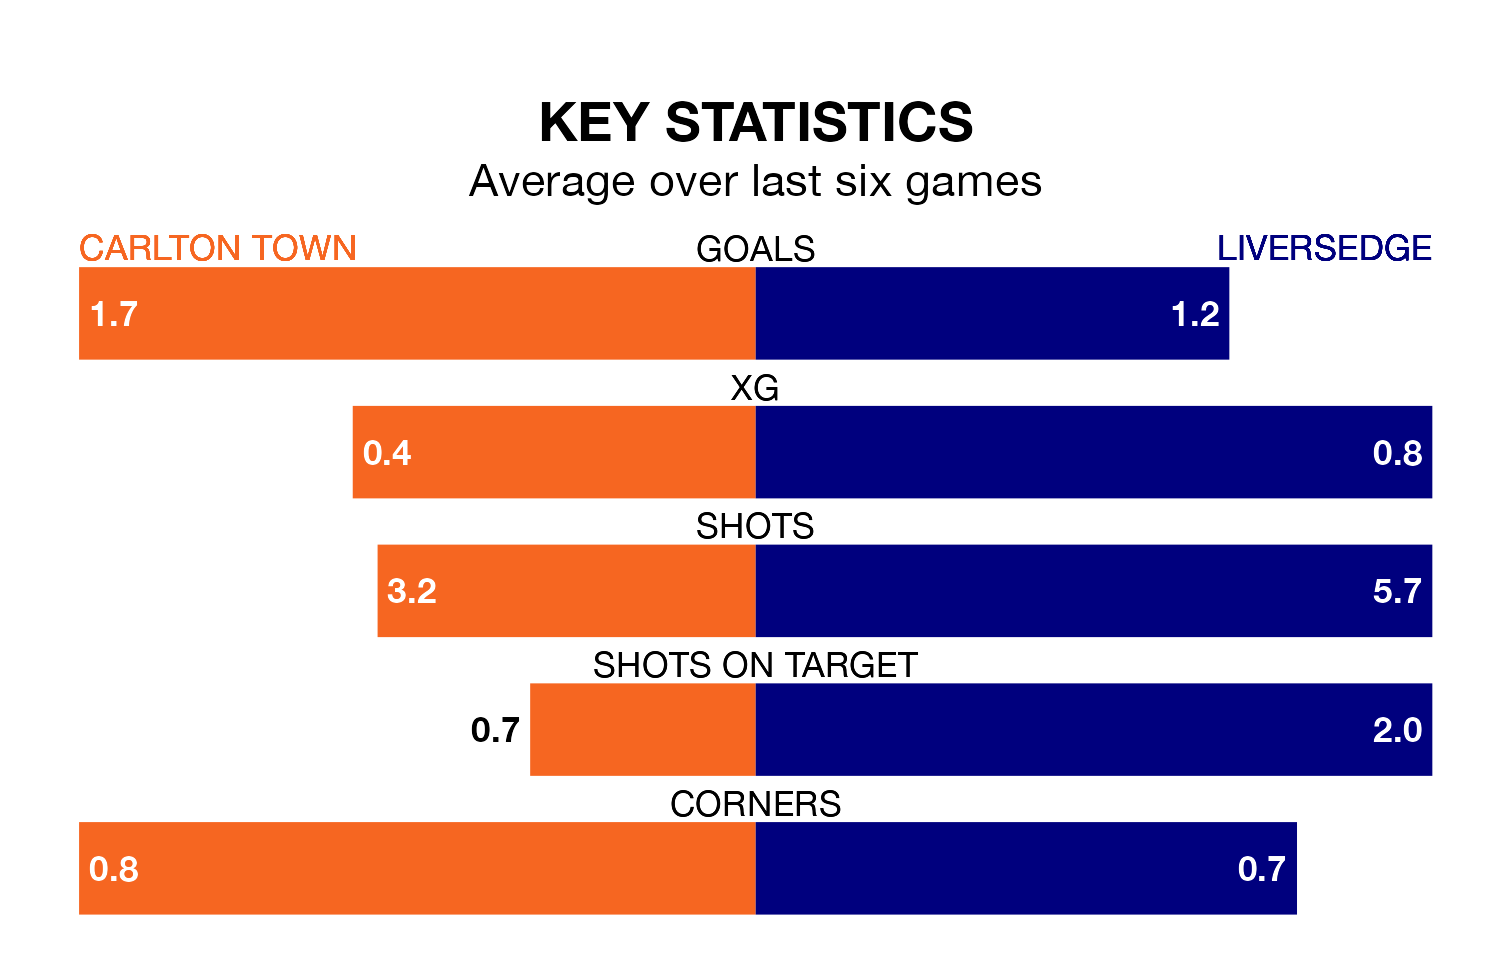 KEY STATISTICS
Average over last six games
CARLTON TOWN GOALS LIVERSEDGE
1.7 1.2
XG
0.4 0.8
SHOTS
3.2 5.7
SHOTS ON TARGET
0.7 2.0
CORNERS
0.8 0.7